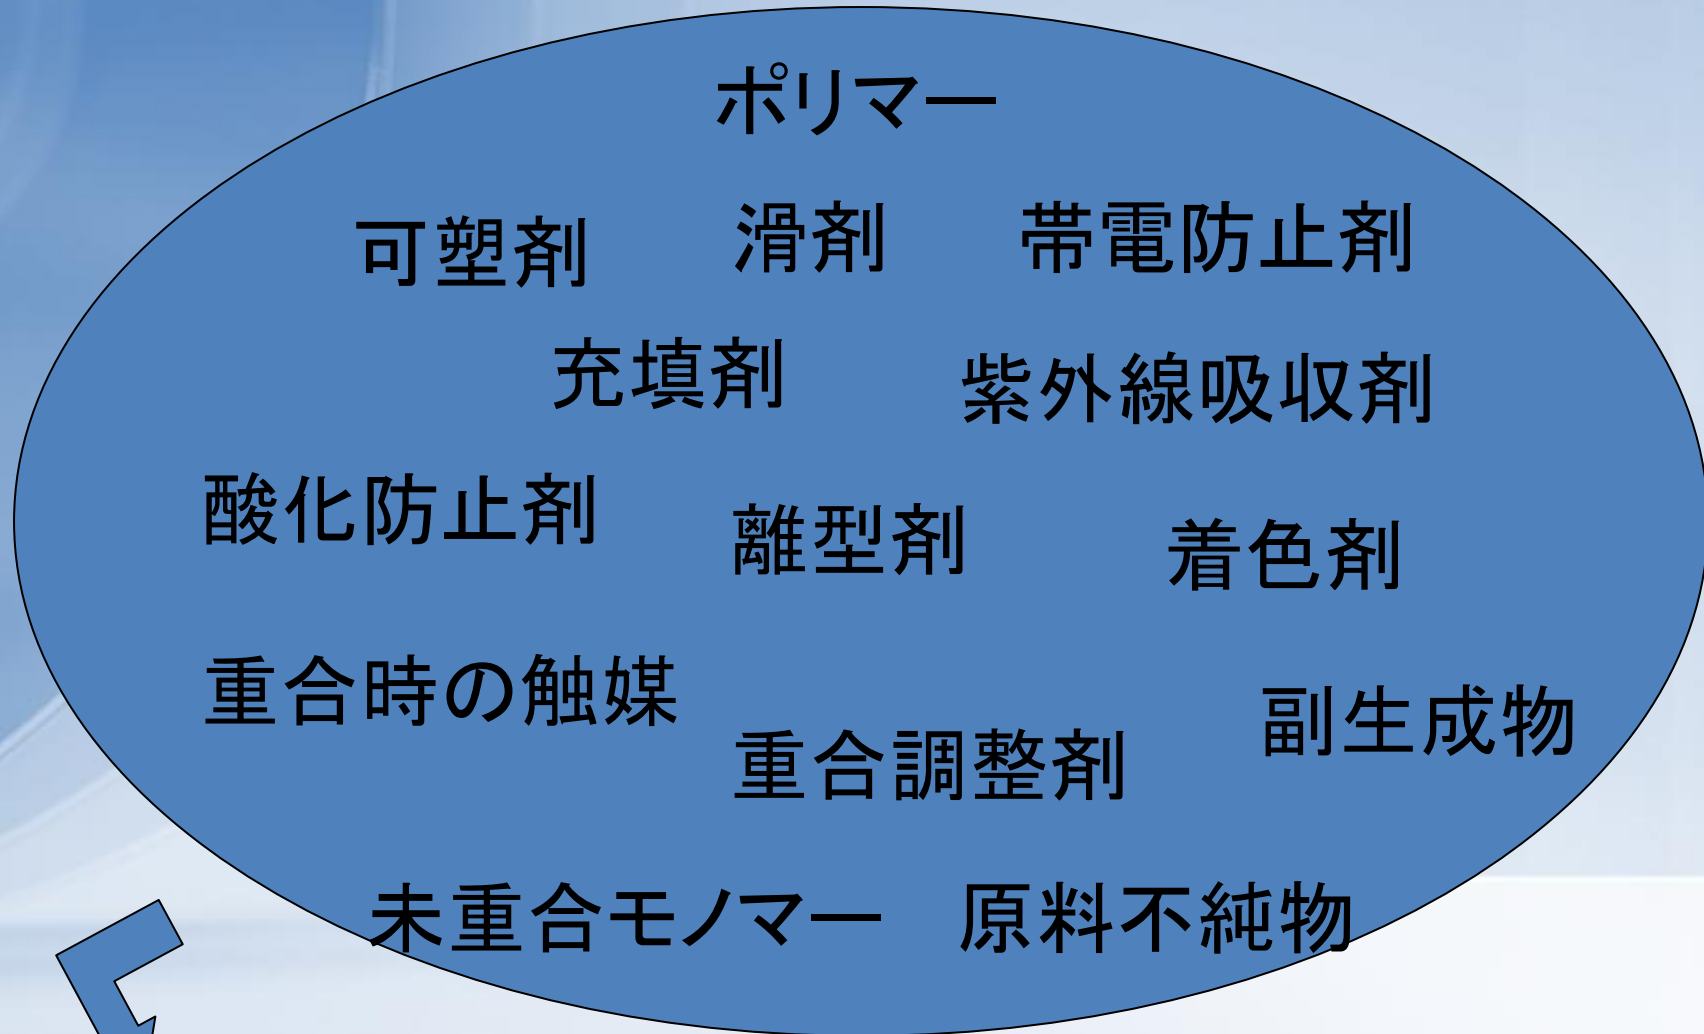 ポリマー
可塑剤 滑剤 帯電防止剤
充填剤 紫外線吸収剤
酸化防止剤 離型剤 着色剤
重合時の触媒 副生成物
重合調整剤
未重合モノマー 原料不純物